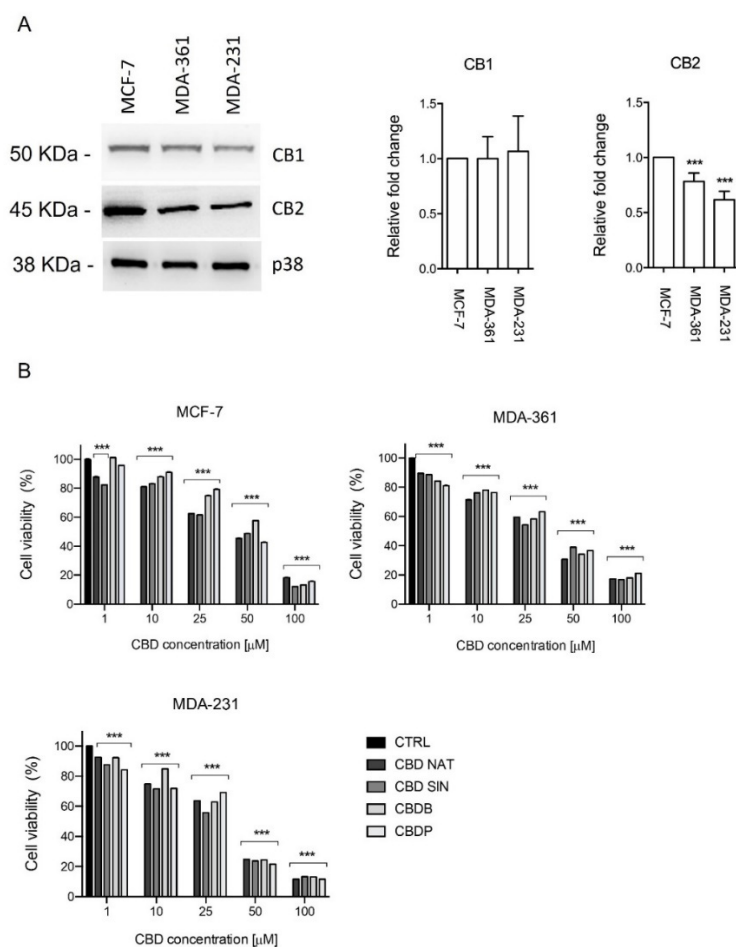 A
MCF-7
MDA-361
MDA-231
50 KDa -
CB1
45 KDa -
CB2
38 KDa -
p38
CB1
Relative fold change
1.5
1.0
0.5
0.0
MCF-7
MDA-361
MDA-231
CB2
Relative fold change
1.5
1.0
0.5
0.0
***
***
MCF-7
MDA-361
MDA-231
B
MCF-7
Cell viability (%)
100
80
60
40
20
0
***
***
***
***
***
1 10 25 50 100
CBD concentration [μM]
MDA-361
Cell viability (%)
100
80
60
40
20
0
***
***
***
***
***
1 10 25 50 100
CBD concentration [μM]
MDA-231
Cell viability (%)
100
80
60
40
20
0
***
***
***
***
***
1 10 25 50 100
CBD concentration [μM]
CTRL
CBD NAT
CBD SIN
CBDB
CBDP